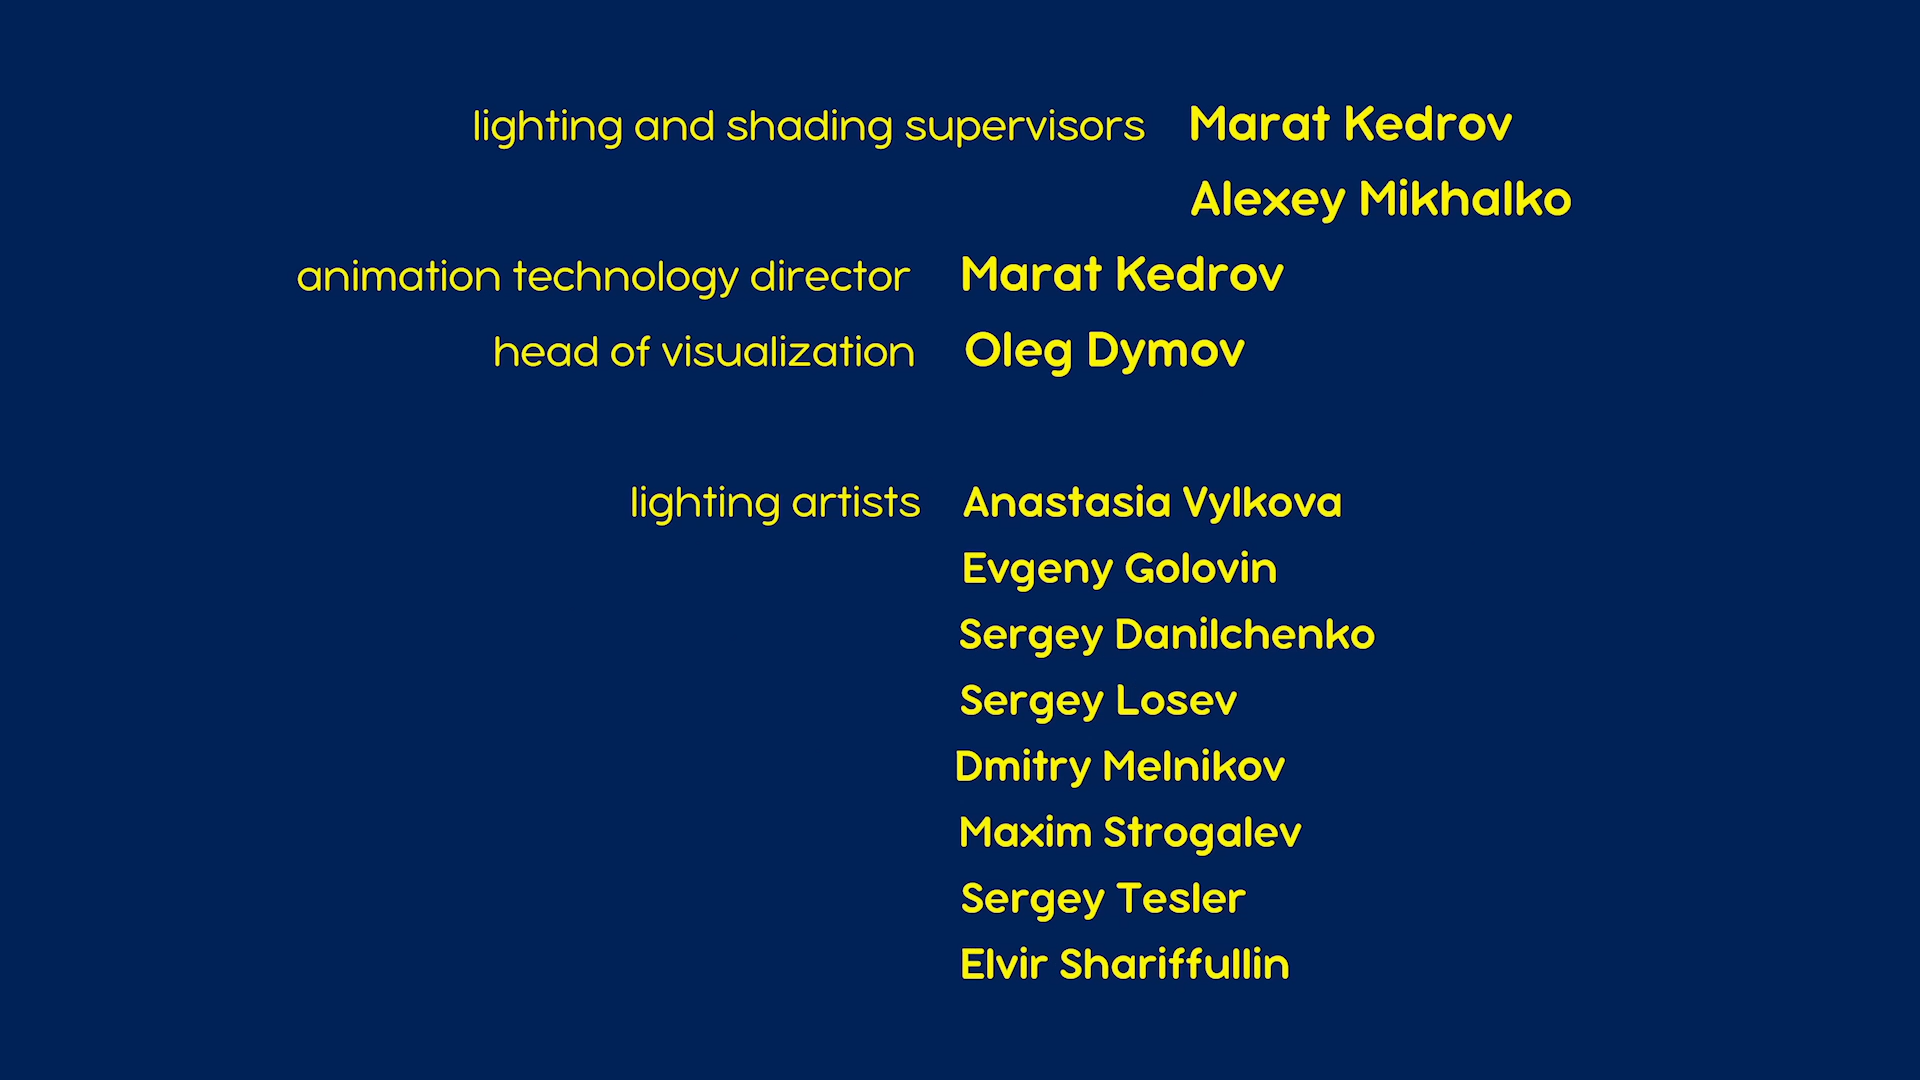 lighting and shading supervisors Marat Kedrov
Alexey Mikhalko
animation technology director Marat Kedrov
head of visualization Oleg Dymov
lighting artists Anastasia Vylkova
Evgeny Golovin
Sergey Danilchenko
Sergey Losev
Dmitry Melnikov
Maxim Strogalev
Sergey Tesler
Elvir Shariffullin